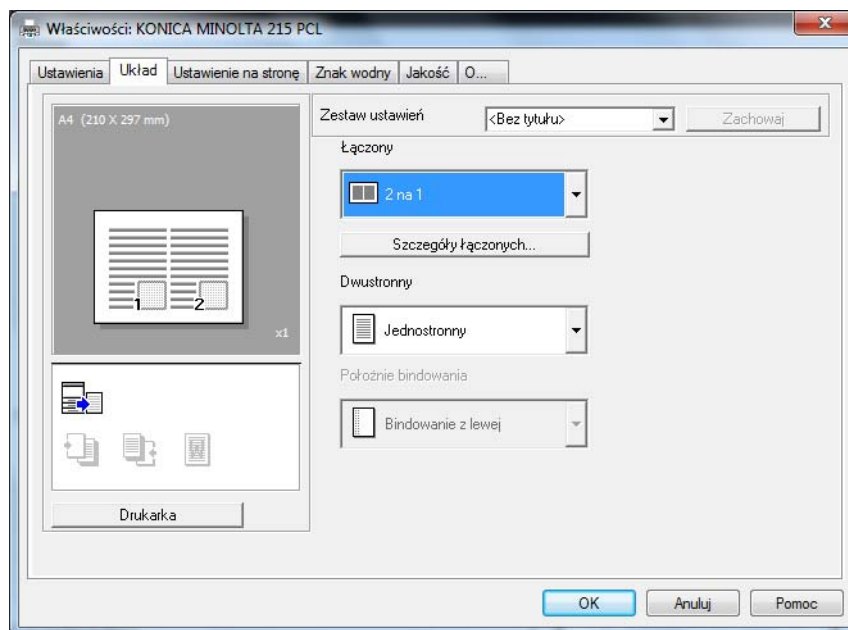 Właściwości: KONICA MINOLTA 215 PCL
Ustawienia Układ Ustawienie na stronę Znak wodny Jakość O...
A4 (210 X 297 mm)
1 2
x1
Drukarka
Zestaw ustawień <Bez tytułu> Zachowaj
Łączony
2 na 1
Szczegóły łączonych...
Dwustronny
Jednostronny
Położnie bindowania
Bindowanie z lewej
OK Anuluj Pomoc